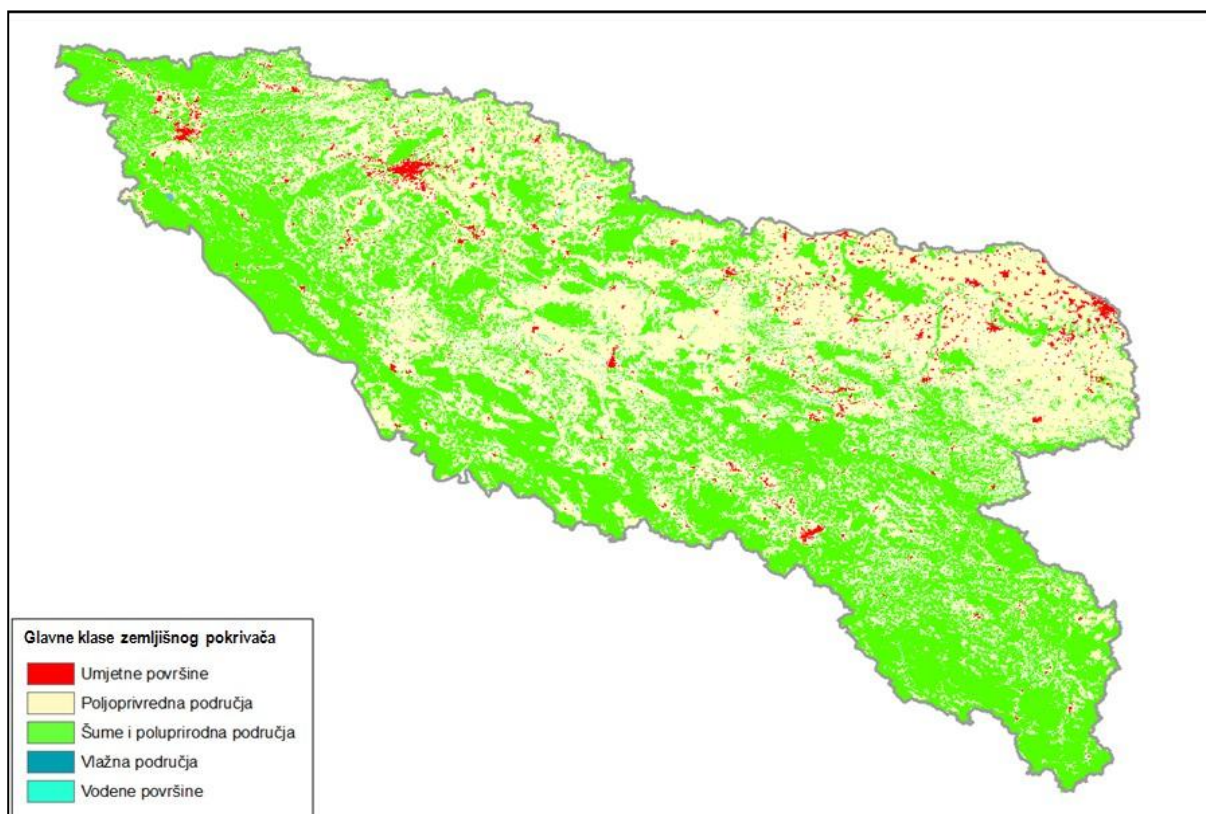 Glavne klase zemljišnog pokrivača
Umjetne površine
Poljoprivredna područja
Šume i poluprirodna područja
Vlažna područja
Vodene površine